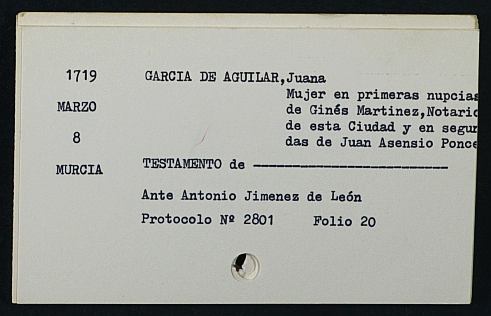 1719 GARCIA DE AGUILAR,Juana
Mujer en primeras nupcias
MARZO de Ginés Martinez,Notario
8 de esta Ciudad y en segun
das de Juan Asensio Ponce
MURCIA TESTAMENTO de ------------------------
Ante Antonio Jimenez de León
Protocolo Nº 2801 Folio 20